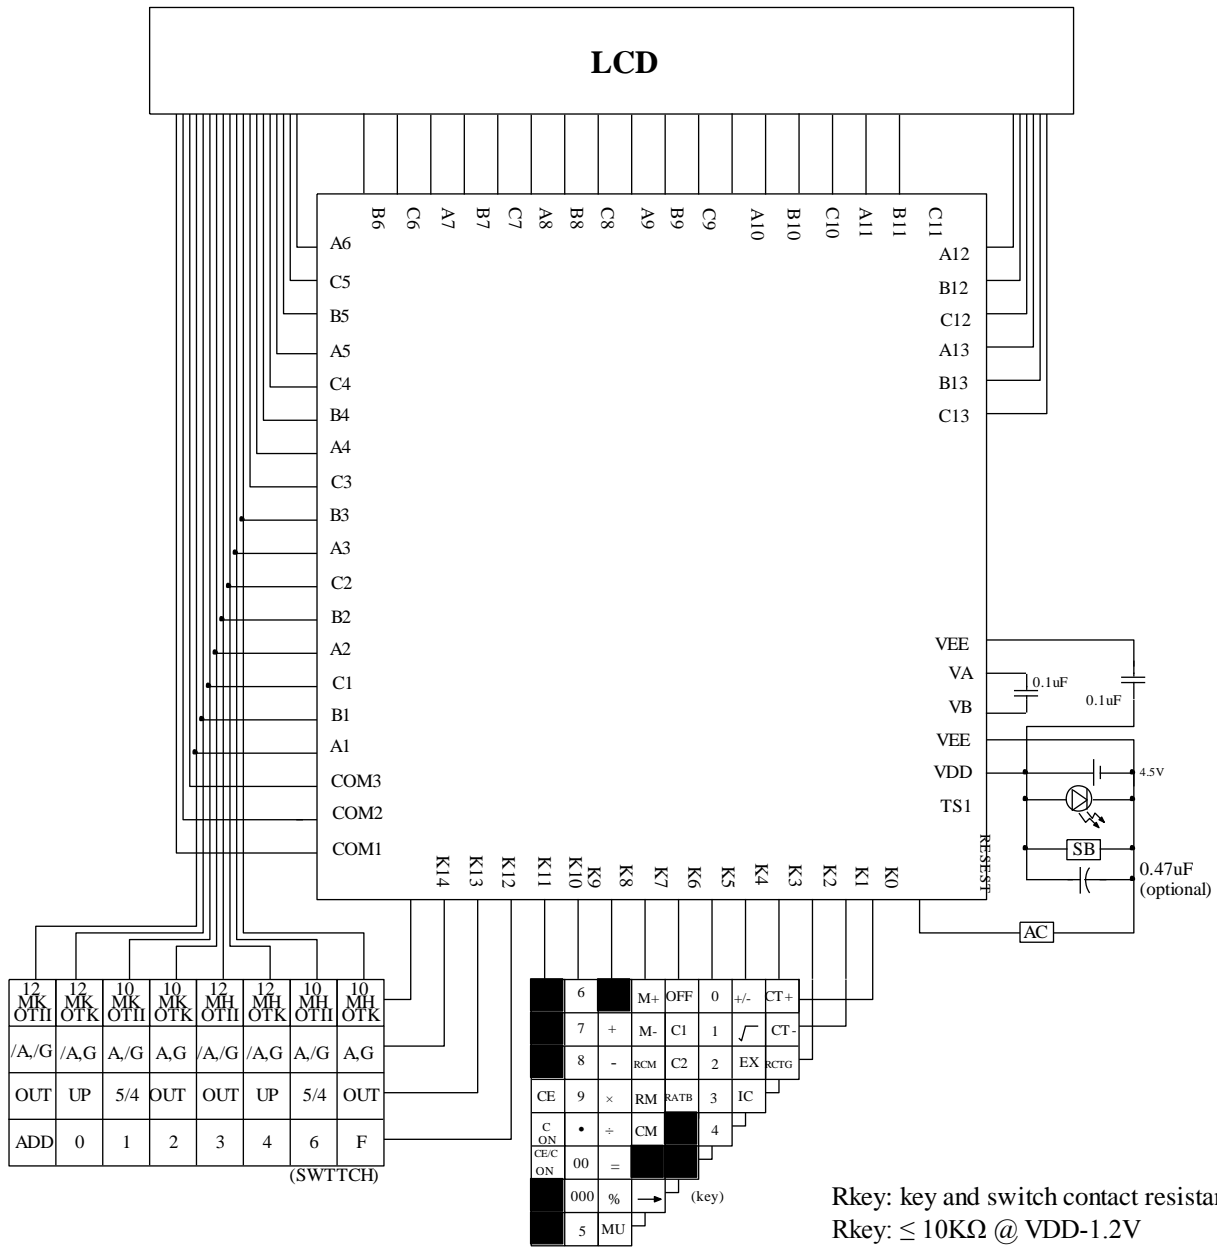 LCD
B6 C6 A7 B7 C7 A8 B8 C8 A9 B9 C9 A10 B10 C10 A11 B11 C11
A6
C5
B5
A5
C4
B4
A4
C3
B3
A3
C2
B2
A2
C1
B1
A1
COM3
COM2
COM1
A12
B12
C12
A13
B13
C13
VEE
VA
VB
VEE
VDD
TS1
0.1uF
0.1uF
4.5V
SB
0.47uF
(optional)
AC
RESEST
K14 K13 K12 K11 K10 K9 K8 K7 K6 K5 K4 K3 K2 K1 K0
12 12 10 10 12 12 10 10
MK MK MK MK MH MH MH MH
OTII OTK OTII OTK OTII OTK OTII OTK
/A,/G /A,G A,/G A,G /A,/G /A,G A,/G A,G
OUT UP 5/4 OUT OUT UP 5/4 OUT
ADD 0 1 2 3 4 6 F
(SWTTCH)
6 M+ OFF 0 +/- CT+
7 + M- C1 1 √ CT-
8 - RCM C2 2 EX RCTG
CE 9 × RM RATB 3 IC
C ON • ÷ CM 4
CE/C ON 00 =
000 % → (key)
5 MU
Rkey: key and switch contact resistan
Rkey: ≤ 10KΩ @ VDD-1.2V